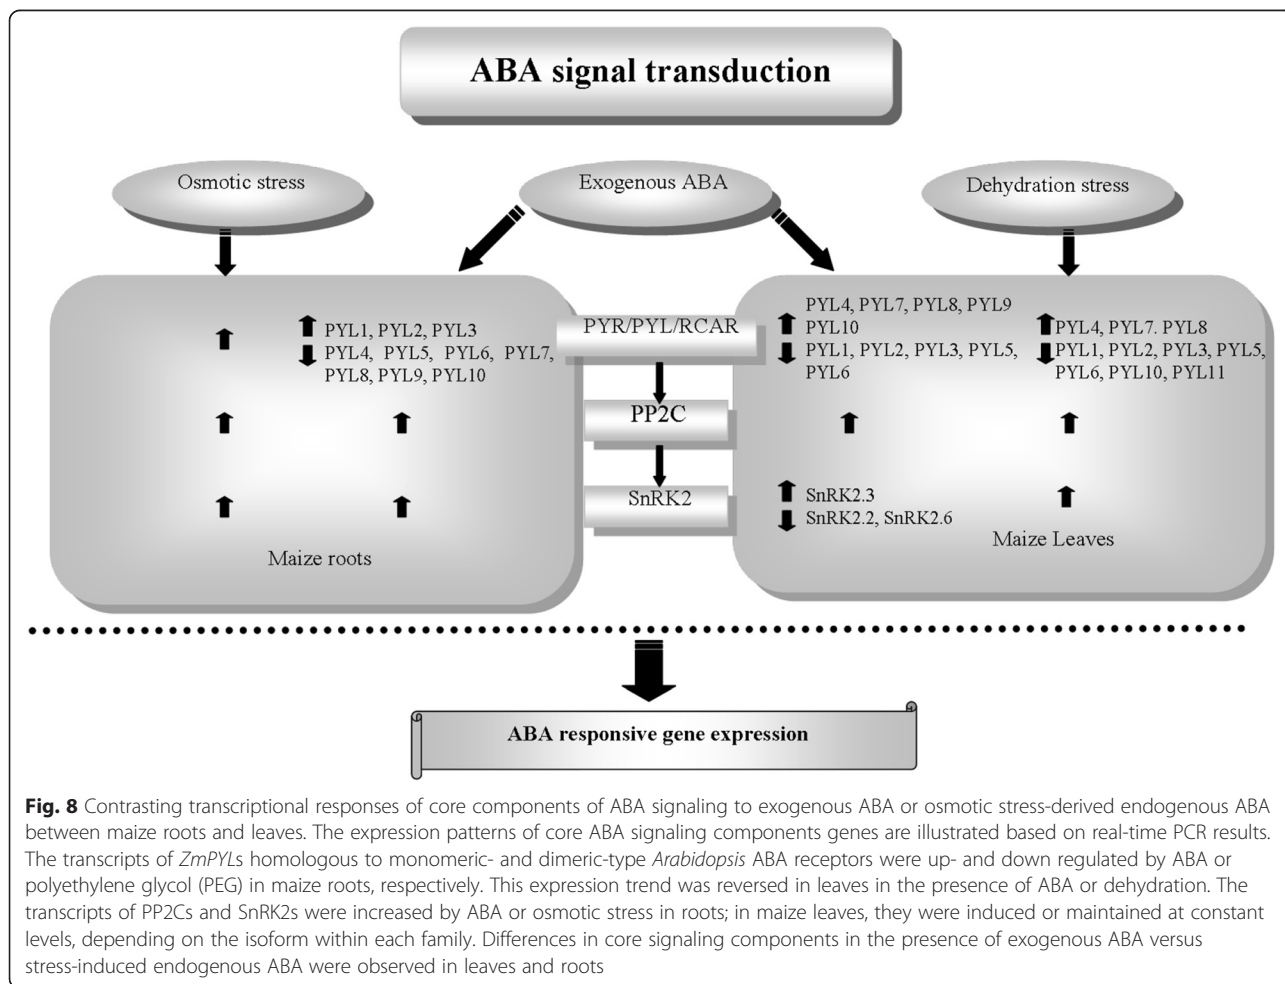 ABA signal transduction
Osmotic stress
Exogenous ABA
Dehydration stress
PYL1, PYL2, PYL3
PYL4, PYL5, PYL6, PYL7,
PYL8, PYL9, PYL10
Maize roots
PYR/PYL/RCAR
PP2C
SnRK2
PYL4, PYL7, PYL8, PYL9
PYL10
PYL1, PYL2, PYL3, PYL5,
PYL6
SnRK2.3
SnRK2.2, SnRK2.6
PYL4, PYL7. PYL8
PYL1, PYL2, PYL3, PYL5,
PYL6, PYL10, PYL11
Maize Leaves
ABA responsive gene expression
Fig. 8 Contrasting transcriptional responses of core components of ABA signaling to exogenous ABA or osmotic stress-derived endogenous ABA
between maize roots and leaves. The expression patterns of core ABA signaling components genes are illustrated based on real-time PCR results.
The transcripts of ZmPYLs homologous to monomeric- and dimeric-type Arabidopsis ABA receptors were up- and down regulated by ABA or
polyethylene glycol (PEG) in maize roots, respectively. This expression trend was reversed in leaves in the presence of ABA or dehydration. The
transcripts of PP2Cs and SnRK2s were increased by ABA or osmotic stress in roots; in maize leaves, they were induced or maintained at constant
levels, depending on the isoform within each family. Differences in core signaling components in the presence of exogenous ABA versus
stress-induced endogenous ABA were observed in leaves and roots